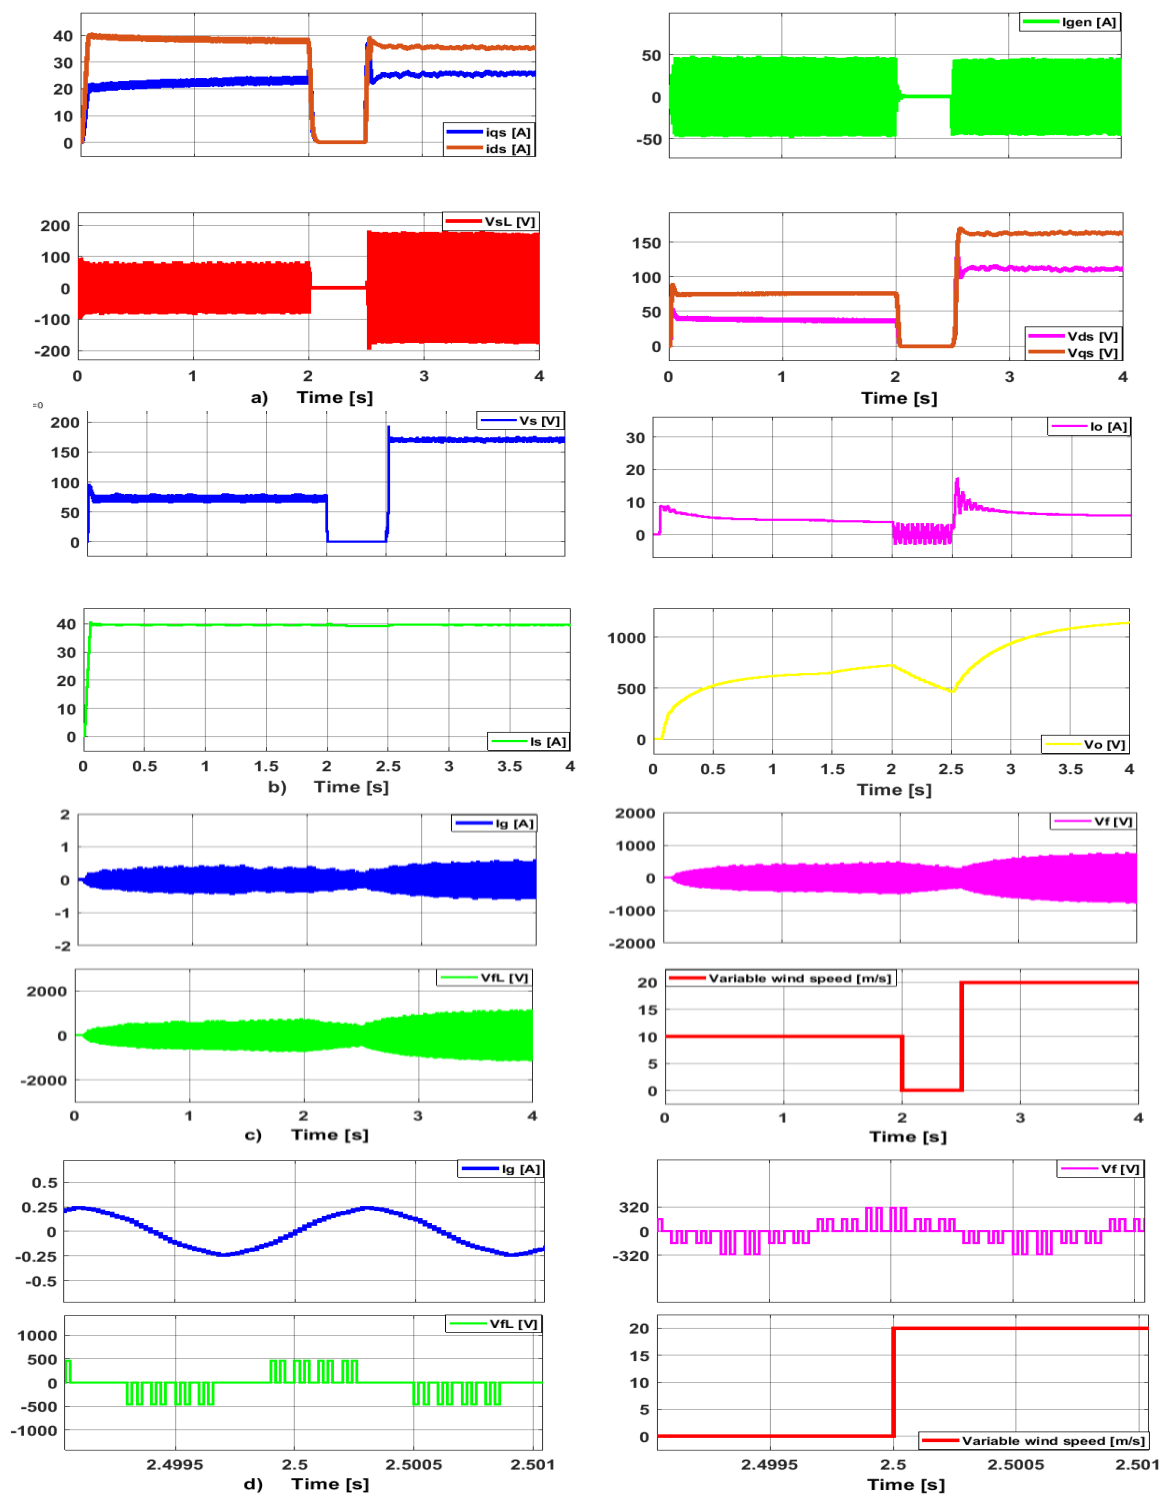 40
30
20
10
0
iqs [A]
ids [A]
50
0
-50
Igen [A]
200
100
0
-100
-200
VsL [V]
0 1 2 3 4
a) Time [s]
150
100
50
0
Vds [V]
Vqs [V]
0 1 2 3 4
Time [s]
=0
200
150
100
50
0
Vs [V]
30
20
10
0
Io [A]
40
30
20
10
0
Is [A]
0 0.5 1 1.5 2 2.5 3 3.5 4
b) Time [s]
1000
500
0
Vo [V]
0 0.5 1 1.5 2 2.5 3 3.5 4
Time [s]
2
1
0
-1
-2
Ig [A]
2000
1000
0
-1000
-2000
Vf [V]
2000
0
-2000
VfL [V]
0 1 2 3 4
c) Time [s]
20
15
10
5
0
Variable wind speed [m/s]
0 1 2 3 4
Time [s]
0.5
0.25
0
-0.25
-0.5
Ig [A]
320
0
-320
Vf [V]
1000
500
0
-500
-1000
VfL [V]
2.4995 2.5 2.5005 2.501
d) Time [s]
20
15
10
5
0
Variable wind speed [m/s]
2.4995 2.5 2.5005 2.501
Time [s]